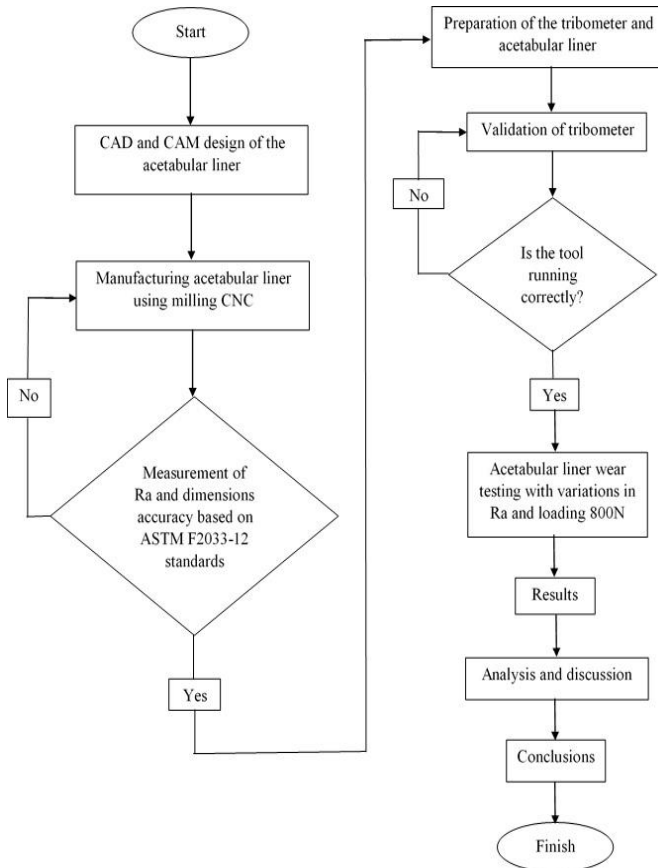 Start
CAD and CAM design of the
acetabular liner
Manufacturing acetabular liner
using milling CNC
No
Measurement of
Ra and dimensions
accuracy based on
ASTM F2033-12
standards
Yes
Preparation of the tribometer and
acetabular liner
Validation of tribometer
No
Is the tool
running
correctly?
Yes
Acetabular liner wear
testing with variations in
Ra and loading 800N
Results
Analysis and discussion
Conclusions
Finish